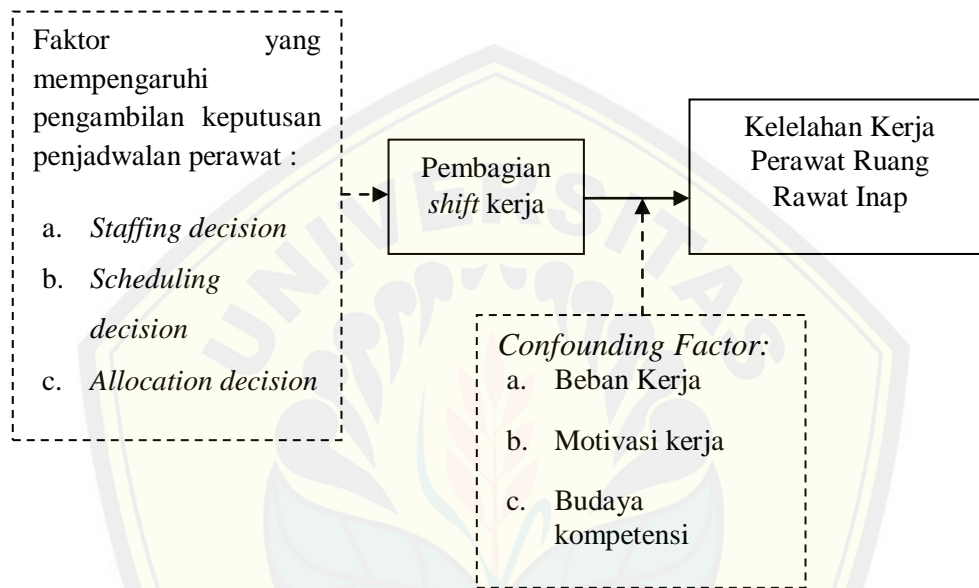 Faktor yang
mempengaruhi
pengambilan keputusan
penjadwalan perawat :
a. Staffing decision
b. Scheduling
decision
c. Allocation decision
Pembagian
shift kerja
Kelelahan Kerja
Perawat Ruang
Rawat Inap
Confounding Factor:
a. Beban Kerja
b. Motivasi kerja
c. Budaya
kompetensi
UNIVERSITAS